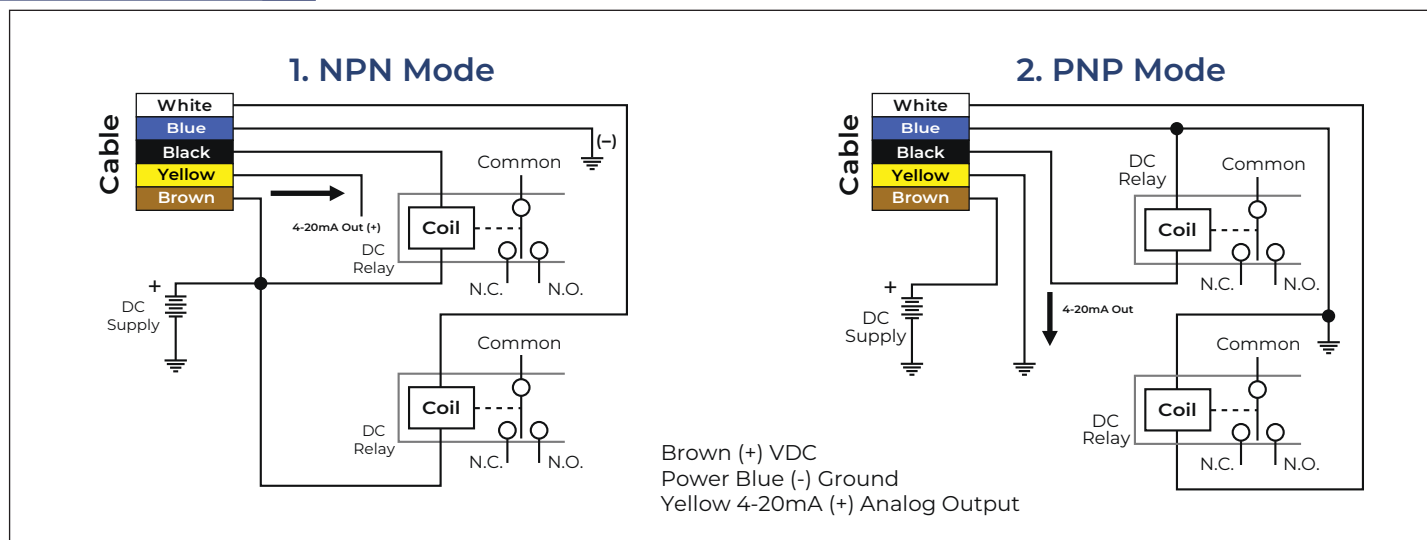 1. NPN Mode
Cable
White
Blue
Black
Yellow
Brown
(–)
4-20mA Out (+)
Common
Coil
DC
Relay
N.C.
N.O.
+
DC
Supply
Common
Coil
DC
Relay
N.C.
N.O.
2. PNP Mode
Cable
White
Blue
Black
Yellow
Brown
DC
Relay
Common
Coil
N.C.
N.O.
+
DC
Supply
4-20mA Out
Common
Coil
DC
Relay
N.C.
N.O.
Brown (+) VDC
Power Blue (-) Ground
Yellow 4-20mA (+) Analog Output